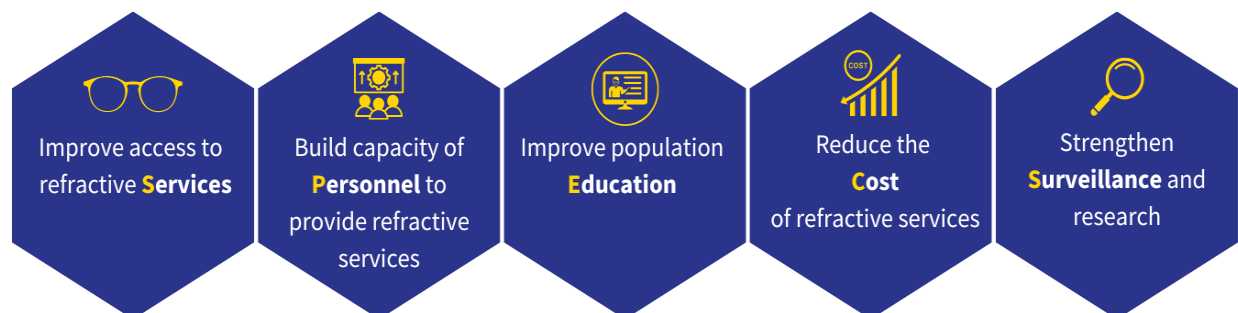 Improve access to
refractive Services
Build capacity of
Personnel to
provide refractive
services
Improve population
Education
COST
Reduce the
Cost
of refractive services
Strengthen
Surveillance and
research